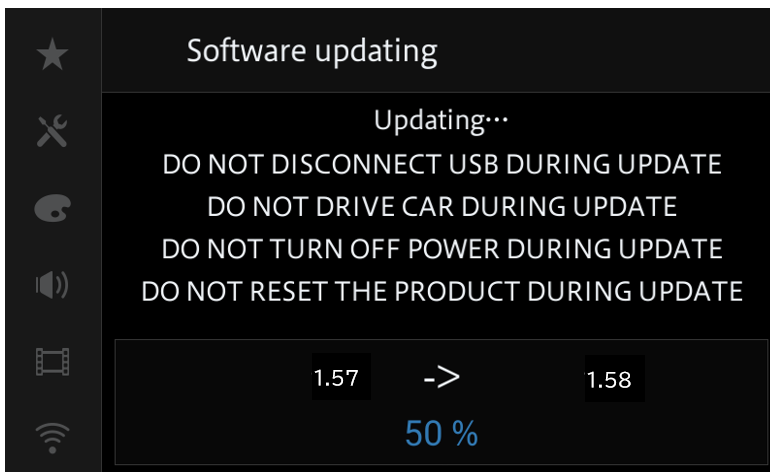 Software updating
Updating···
DO NOT DISCONNECT USB DURING UPDATE
DO NOT DRIVE CAR DURING UPDATE
DO NOT TURN OFF POWER DURING UPDATE
DO NOT RESET THE PRODUCT DURING UPDATE
1.57 -> 1.58
50 %